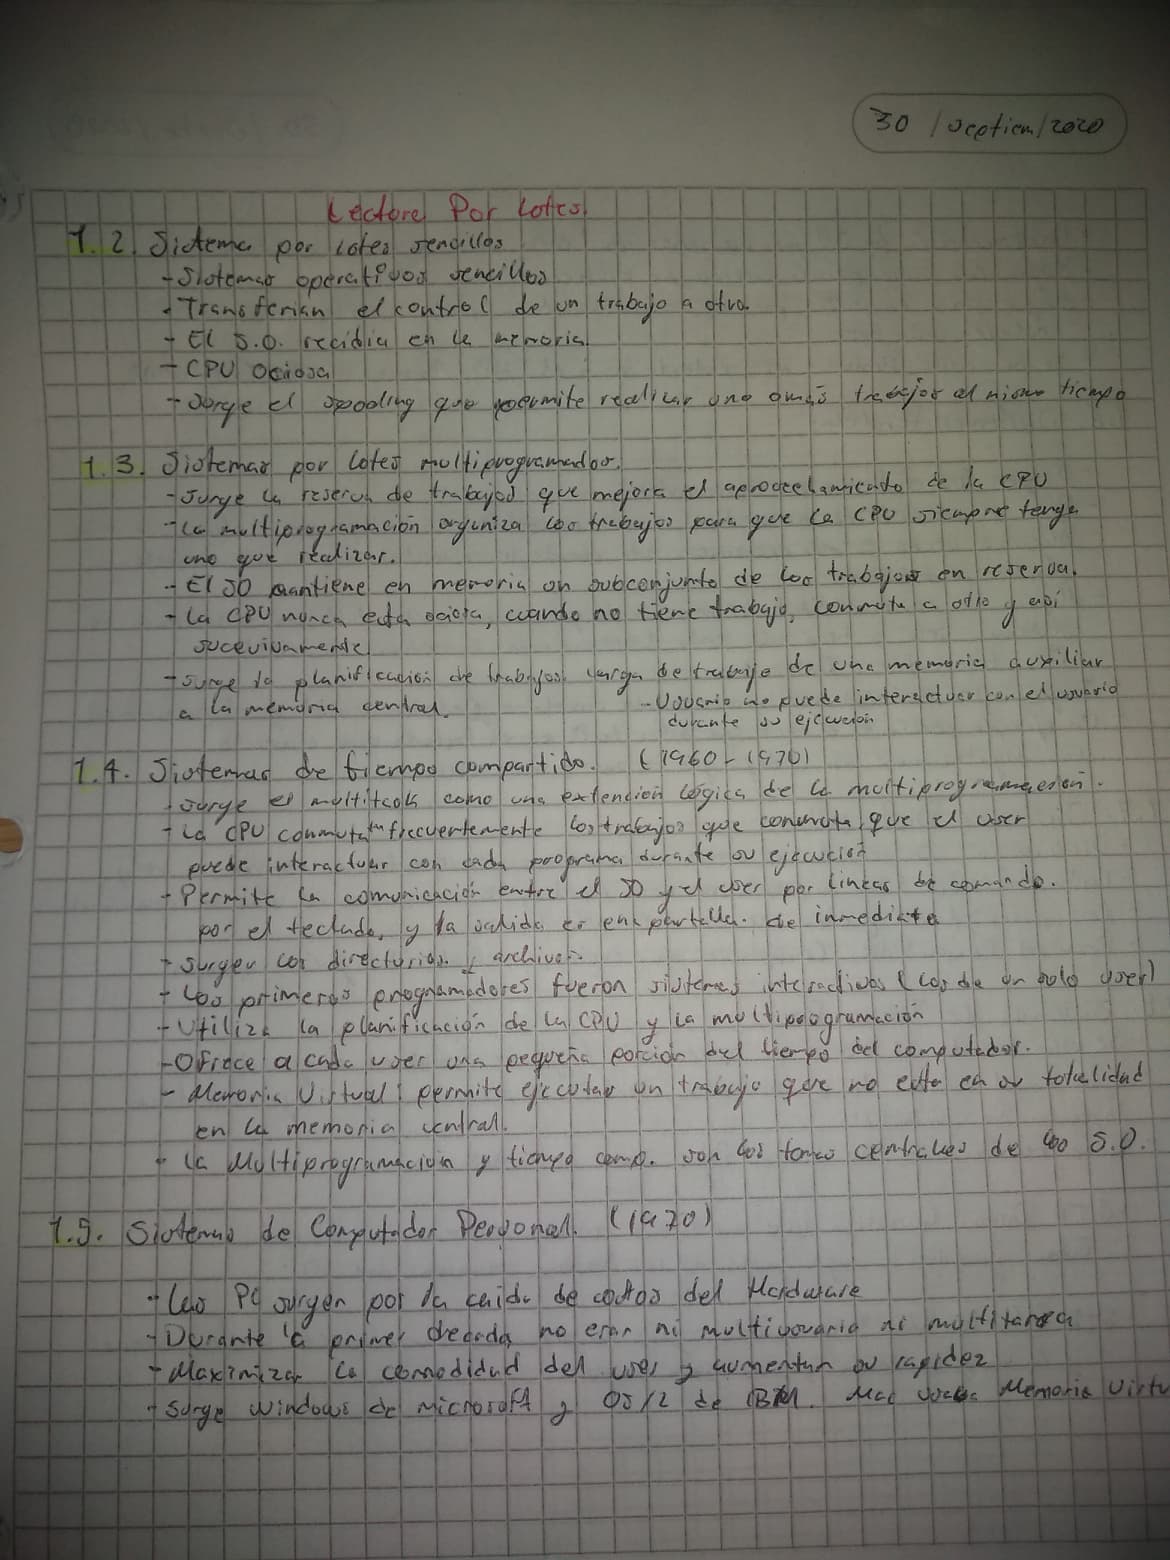 30 / septiem/2020
Lectura Por Lotes.
1.2. Sistema por lotes sencillos
- Sistemas operativos sencillos
- Transferian el control de un trabajo a otro.
- El S.O. recidia en la memoria
- CPU Ociosa
- Surge el spooling que permite realizar uno o más trabajos al mismo tiempo
1.3. Sistemas por lotes multiprogramados.
- Surge la reserva de trabajos que mejora el aprovechamiento de la CPU
- La multiprogramación organiza los trabajos para que la CPU siempre tenga
uno que realizar.
- El SO mantiene en memoria un subconjunto de los trabajos en reserva.
- La CPU nunca esta ociosa, cuando no tiene trabajo, conmuta a otro y así
sucevivamente
- Surge la planificación de trabajos carga de trabajo de una memoria auxiliar
a la memoria central.
- Usuario no puede interactuar con el usuario
durante su ejecución
1.4. Sistemas de tiempo compartido. (1960 - 1970)
- Surge el multitask como una extención lógica de la multiprogramación.
- La CPU conmuta tan frecuertemente los trabajos que conmuta, que el user
puede interactuar con cada programa durante su ejecución
- Permite la comunicación entre el SO y el user por lineas de comando.
por el teclado, y la salida es en pantalla. de inmediato
- Surgen los directorios y archivos.
- Los primeros programadores fueron sistemas interactivos (Los de un solo user)
- Utiliza la planificación de la CPU y la multiprogramación
- Ofrece a cada user una pequeña porción del tiempo del computador.
- Memoria Virtual: permite ejecutar un trabajo que no este en su totalidad
en la memoria central.
- La Multiprogramación y tiempo comp. son los temas centrales de los S.O.
1.5. Sistemas de Computador Personal. (1970)
- Las PC surgen por la caida de costos del Hardware
- Durante la primer decada, no eran ni multiusuario ni multitarea
- Maximizar la comodidad del user y aumentan su rapidez
- Surge Windows de Microsoft y OS/2 de IBM. Mac Memoria Virtu